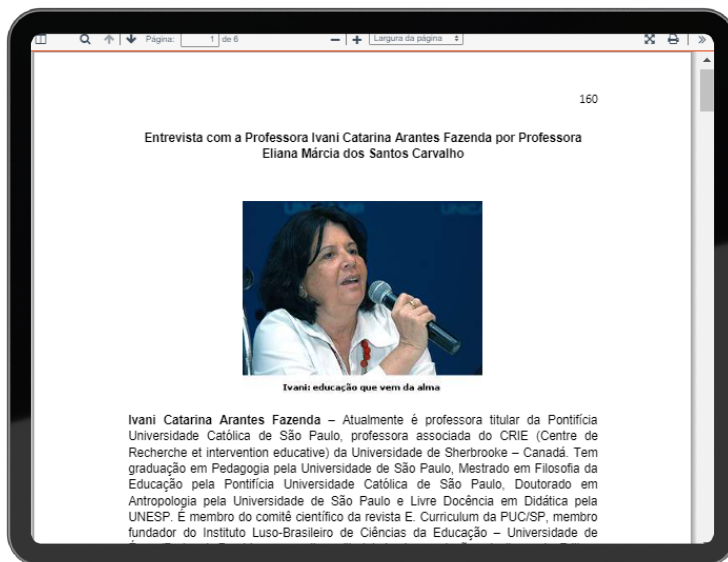 Página: 1 de 6 Largura da página
160
Entrevista com a Professora Ivani Catarina Arantes Fazenda por Professora
Eliana Márcia dos Santos Carvalho
Ivani: educação que vem da alma
Ivani Catarina Arantes Fazenda – Atualmente é professora titular da Pontifícia
Universidade Católica de São Paulo, professora associada do CRIE (Centre de
Recherche et intervention educative) da Universidade de Sherbrooke – Canadá. Tem
graduação em Pedagogia pela Universidade de São Paulo, Mestrado em Filosofia da
Educação pela Pontifícia Universidade Católica de São Paulo, Doutorado em
Antropologia pela Universidade de São Paulo e Livre Docência em Didática pela
UNESP. É membro do comitê científico da revista E. Curriculum da PUC/SP, membro
fundador do Instituto Luso-Brasileiro de Ciências da Educação – Universidade de